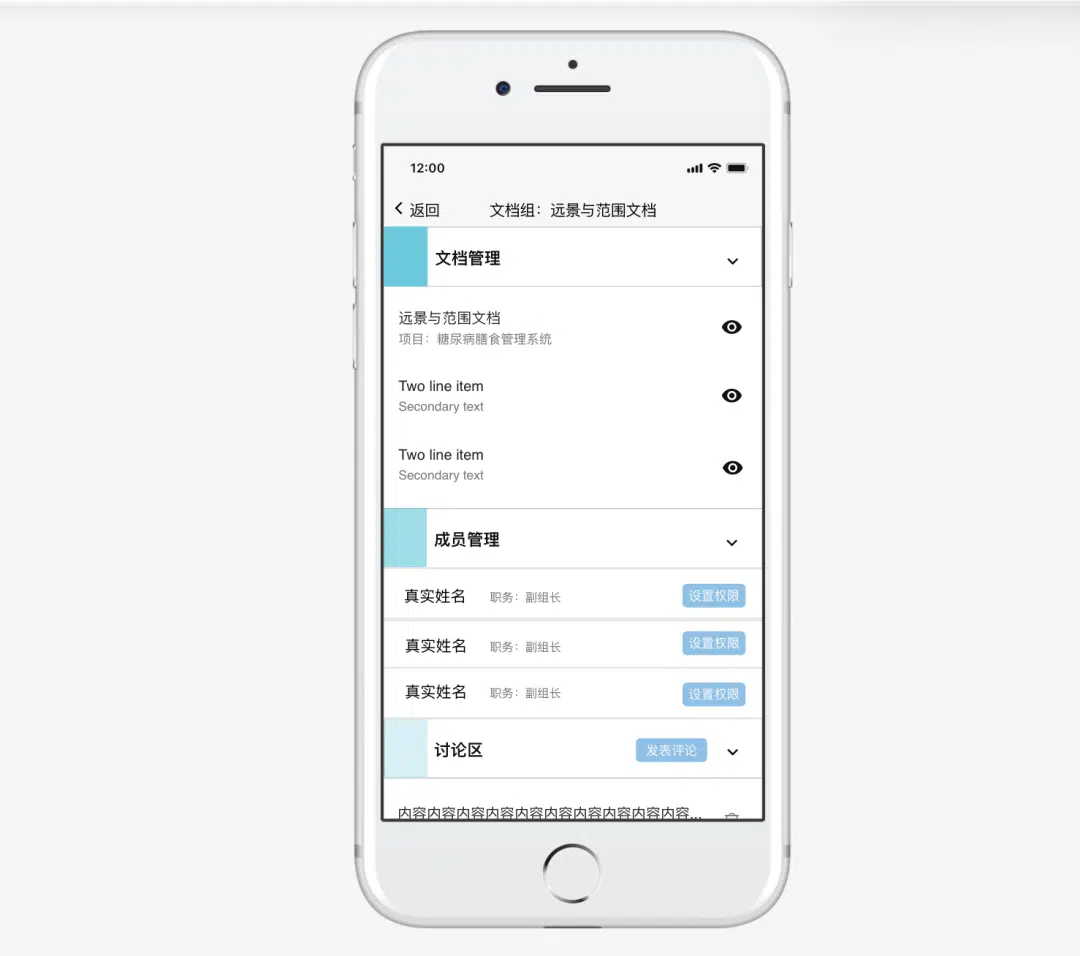 12:00
返回 文档组：远景与范围文档
文档管理
远景与范围文档
项目：糖尿病膳食管理系统
Two line item
Secondary text
Two line item
Secondary text
成员管理
真实姓名 职务：副组长 设置权限
真实姓名 职务：副组长 设置权限
真实姓名 职务：副组长 设置权限
讨论区 发表评论
内容内容内容内容内容内容内容内容内容内容...